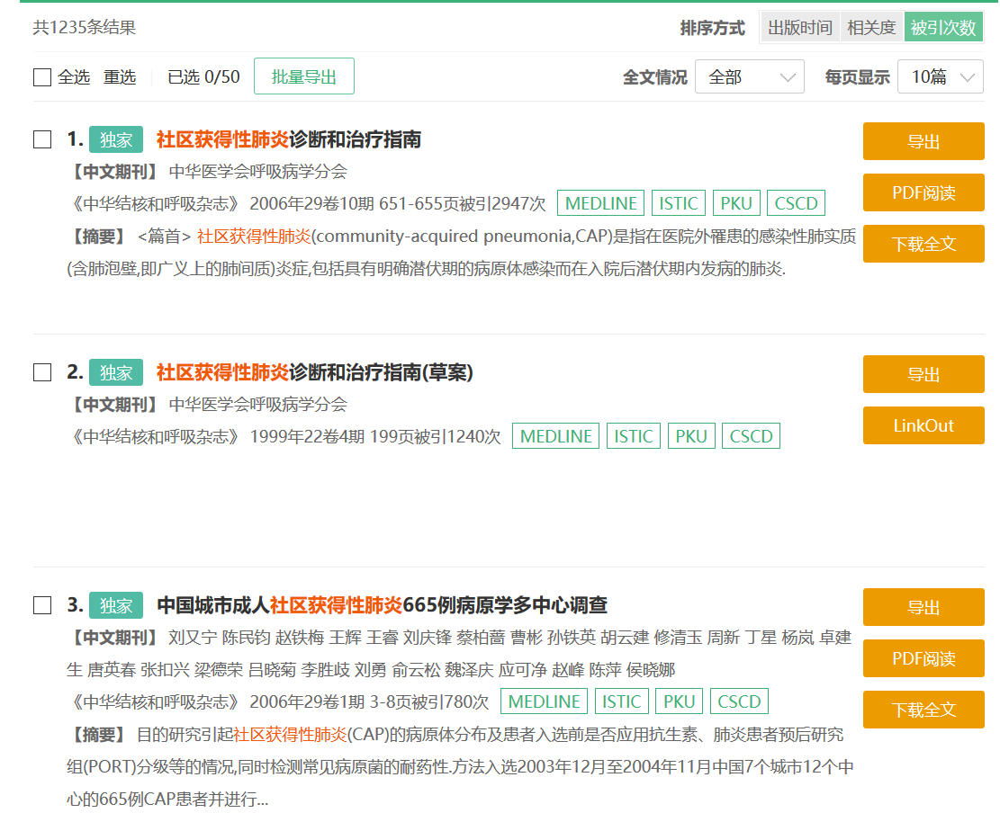 共1235条结果 排序方式 出版时间 相关度 被引次数
全选 重选 已选 0/50 批量导出 全文情况 全部 每页显示 10篇
1. 独家 社区获得性肺炎诊断和治疗指南 导出
【中文期刊】 中华医学会呼吸病学分会
《中华结核和呼吸杂志》 2006年29卷10期 651-655页被引2947次 MEDLINE ISTIC PKU CSCD PDF阅读
【摘要】 <篇首> 社区获得性肺炎(community-acquired pneumonia,CAP)是指在医院外罹患的感染性肺实质 下载全文
(含肺泡壁,即广义上的肺间质)炎症,包括具有明确潜伏期的病原体感染而在入院后潜伏期内发病的肺炎.
2. 独家 社区获得性肺炎诊断和治疗指南(草案) 导出
【中文期刊】 中华医学会呼吸病学分会
《中华结核和呼吸杂志》 1999年22卷4期 199页被引1240次 MEDLINE ISTIC PKU CSCD LinkOut
3. 独家 中国城市成人社区获得性肺炎665例病原学多中心调查 导出
【中文期刊】 刘又宁 陈民钧 赵铁梅 王辉 王睿 刘庆锋 蔡柏蔷 曹彬 孙铁英 胡云建 修清玉 周新 丁星 杨岚 卓建
生 唐英春 张扣兴 梁德荣 吕晓菊 李胜歧 刘勇 俞云松 魏泽庆 应可净 赵峰 陈萍 侯晓娜 PDF阅读
《中华结核和呼吸杂志》 2006年29卷1期 3-8页被引780次 MEDLINE ISTIC PKU CSCD 下载全文
【摘要】 目的研究引起社区获得性肺炎(CAP)的病原体分布及患者入选前是否应用抗生素、肺炎患者预后研究
组(PORT)分级等的情况,同时检测常见病原菌的耐药性.方法入选2003年12月至2004年11月中国7个城市12个中
心的665例CAP患者并进行...